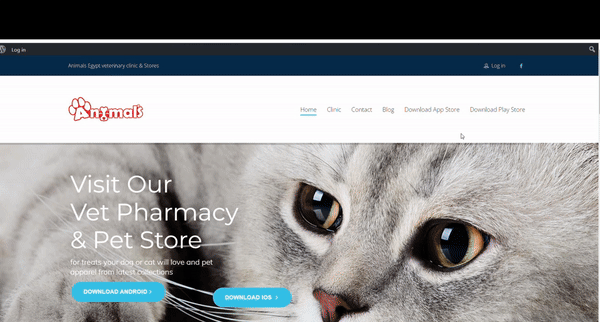 Log in
Animals Egypt veterinary clinic & Stores
Log in
Animals
Home
Clinic
Contact
Blog
Download App Store
Download Play Store
Visit Our
Vet Pharmacy
& Pet Store
for treats your dog or cat will love and pet
apparel from latest collections
DOWNLOAD ANDROID ›
DOWNLOAD IOS ›